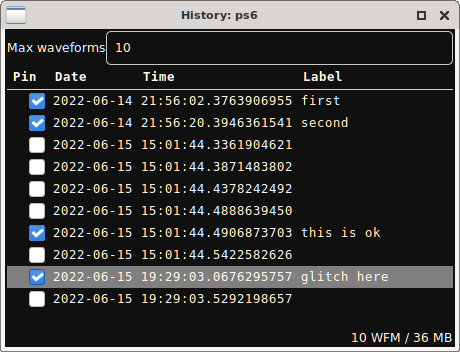 History: ps6
Max waveforms 10
Pin Date Time Label
2022-06-14 21:56:02.3763906955 first
2022-06-14 21:56:20.3946361541 second
2022-06-15 15:01:44.3361904621
2022-06-15 15:01:44.3871483802
2022-06-15 15:01:44.4378242492
2022-06-15 15:01:44.4888639450
2022-06-15 15:01:44.4906873703 this is ok
2022-06-15 15:01:44.5422582626
2022-06-15 19:29:03.0676295757 glitch here
2022-06-15 19:29:03.5292198657
10 WFM / 36 MB